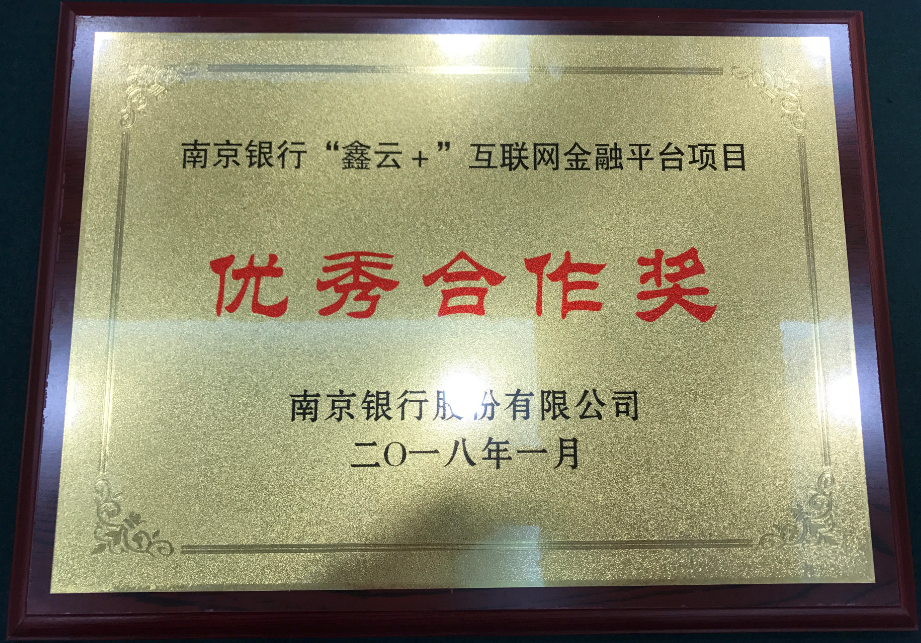 南京银行“鑫云+”互联网金融平台项目
优秀合作奖
南京银行股份有限公司
二〇一八年一月